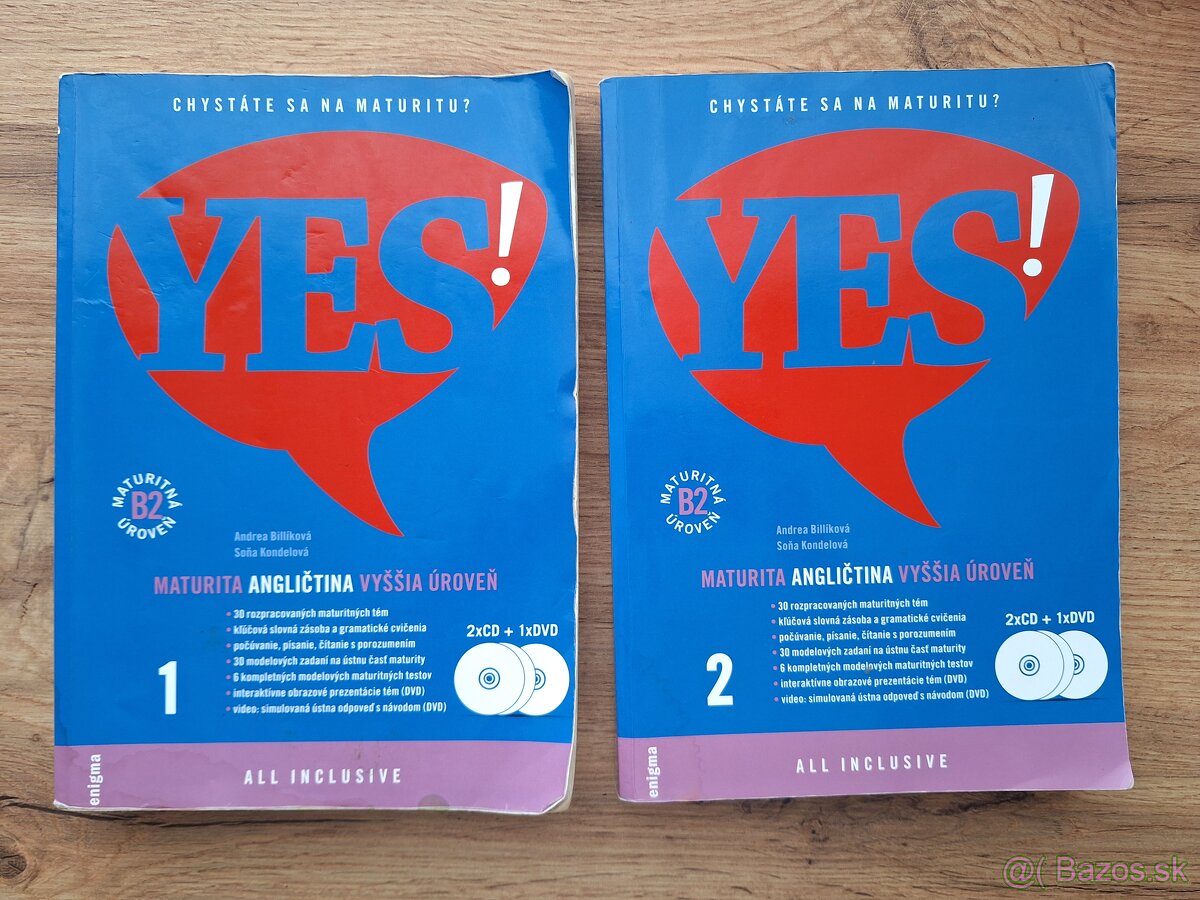 CHYSTÁTE SA NA MATURITU?
YES!
MATURITNÁ
B2
ÚROVEŇ
Andrea Billíková
Soňa Kondelová
MATURITA ANGLIČTINA VYŠŠIA ÚROVEŇ
• 30 rozpracovaných maturitných tém
• kľúčová slovná zásoba a gramatické cvičenia
• počúvanie, písanie, čítanie s porozumením
• 30 modelových zadaní na ústnu časť maturity
• 6 kompletných modelových maturitných testov
• interaktívne obrazové prezentácie tém (DVD)
• video: simulovaná ústna odpoveď s návodom (DVD)
2xCD + 1xDVD
1
enigma
ALL INCLUSIVE
CHYSTÁTE SA NA MATURITU?
YES!
MATURITNÁ
B2
ÚROVEŇ
Andrea Billíková
Soňa Kondelová
MATURITA ANGLIČTINA VYŠŠIA ÚROVEŇ
• 30 rozpracovaných maturitných tém
• kľúčová slovná zásoba a gramatické cvičenia
• počúvanie, písanie, čítanie s porozumením
• 30 modelových zadaní na ústnu časť maturity
• 6 kompletných modelových maturitných testov
• interaktívne obrazové prezentácie tém (DVD)
• video: simulovaná ústna odpoveď s návodom (DVD)
2xCD + 1xDVD
2
enigma
ALL INCLUSIVE
@( Bazos.sk